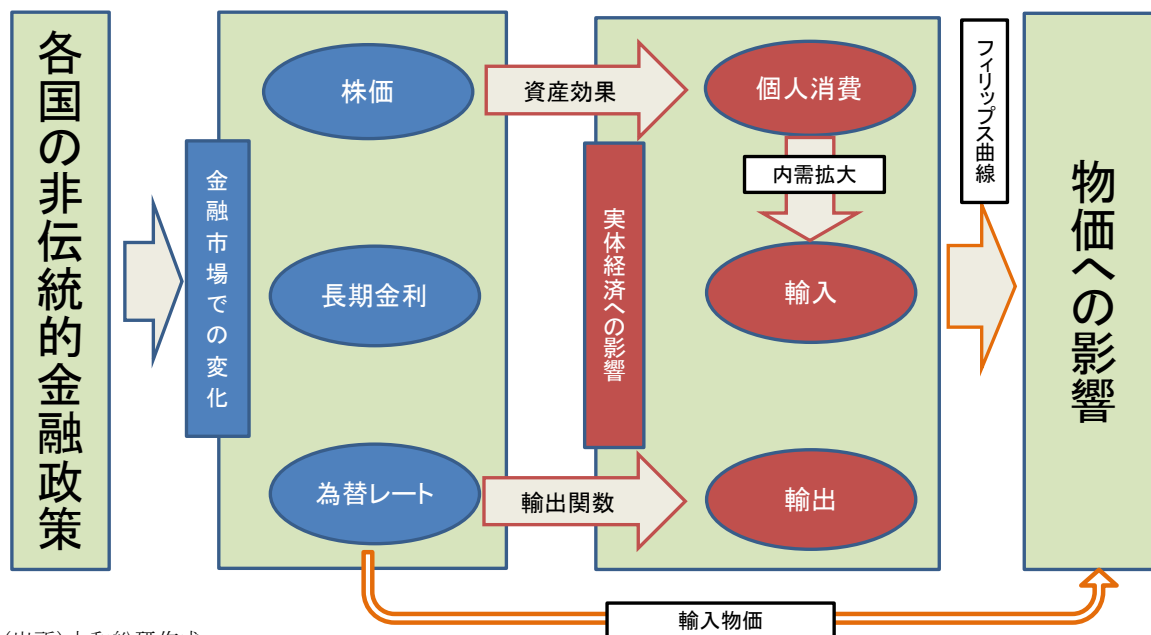 各国の非伝統的金融政策
金融市場での変化
株価
長期金利
為替レート
資産効果
輸出関数
実体経済への影響
個人消費
内需拡大
輸入
輸出
フィリップス曲線
物価への影響
輸入物価